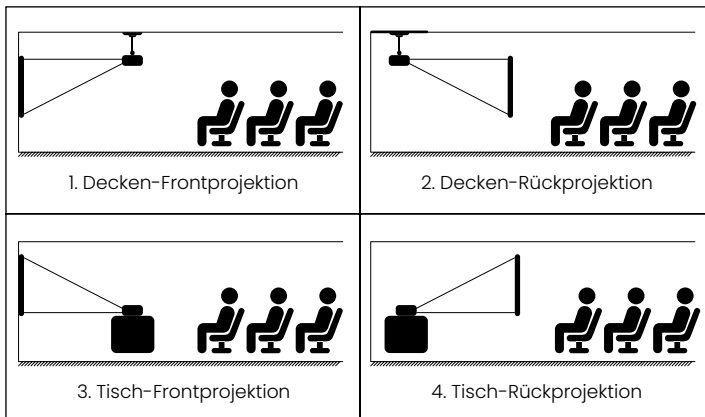 1. Decken-Frontprojektion
2. Decken-Rückprojektion
3. Tisch-Frontprojektion
4. Tisch-Rückprojektion